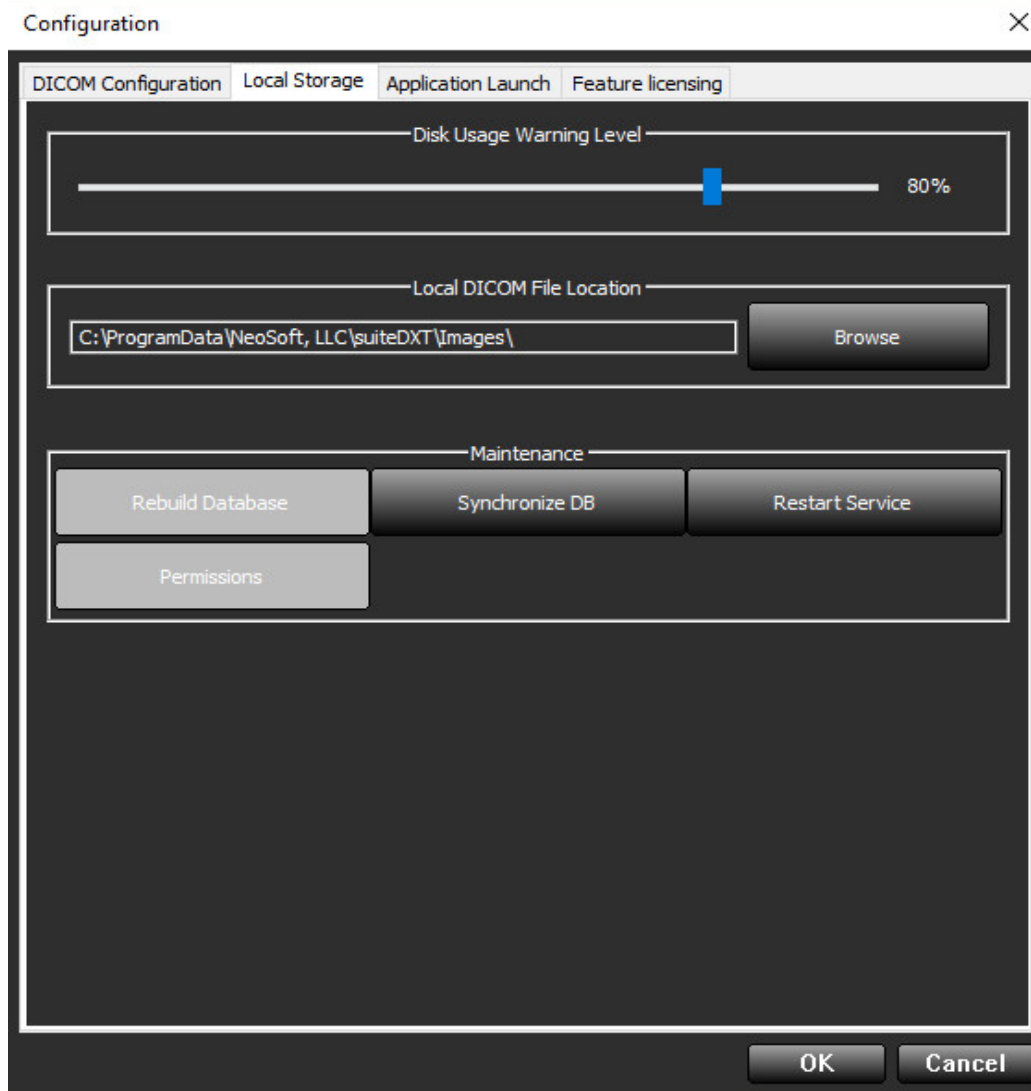 Configuration
DICOM Configuration Local Storage Application Launch Feature licensing
Disk Usage Warning Level
80%
Local DICOM File Location
C:\ProgramData\NeoSoft, LLC\suiteDXT\Images\ Browse
Maintenance
Rebuild Database Synchronize DB Restart Service
Permissions
OK Cancel